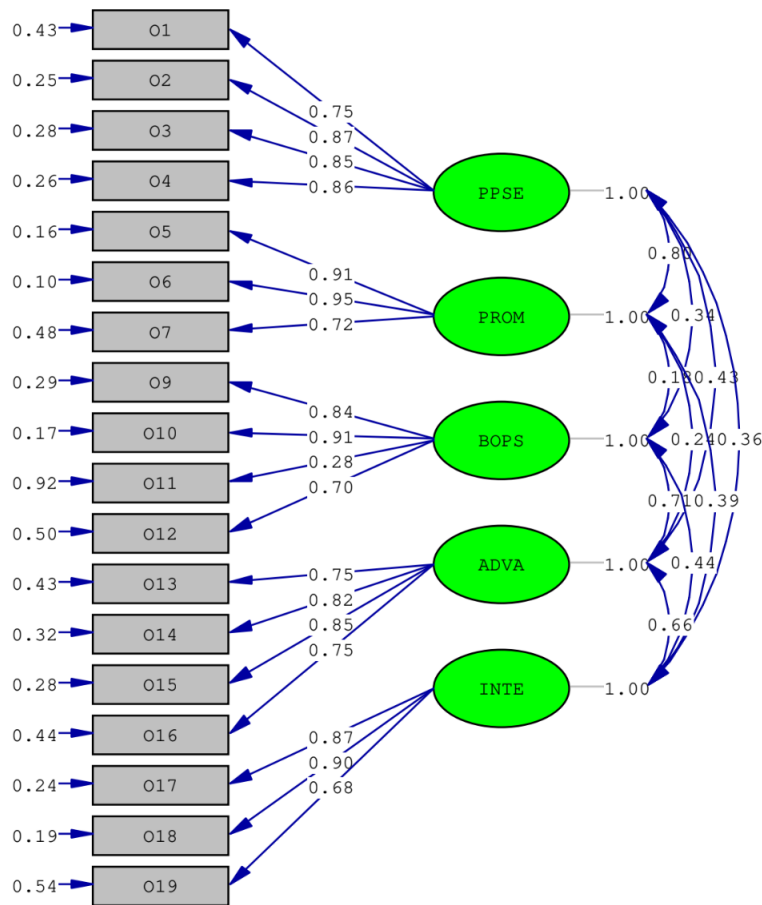 0.43 O1
0.25 O2
0.75
0.28 O3
0.87
0.85
0.26 O4
0.86
PPSE 1.00
0.16 O5
0.10 O6
0.91
0.95
0.72
0.48 O7
PROM 1.00
0.34
0.29 O9
0.43
0.84
0.17 O10
0.91
BOPS 1.00
0.24 0.36
0.28
0.92 O11
0.70
0.71 0.39
0.50 O12
ADVA 1.00
0.44
0.43 O13
0.75
0.82
0.32 O14
0.85
0.66
0.75
0.28 O15
INTE 1.00
0.44 O16
0.87
0.90
0.24 O17
0.68
0.19 O18
0.54 O19